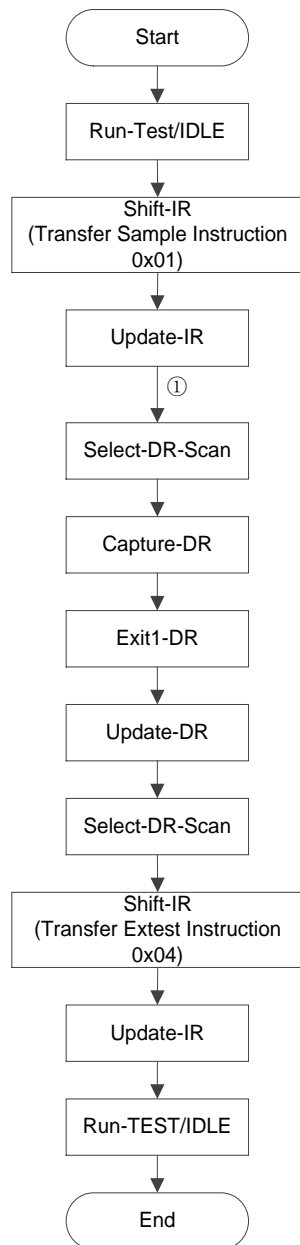 Start
Run-Test/IDLE
Shift-IR
(Transfer Sample Instruction
0x01)
Update-IR
①
Select-DR-Scan
Capture-DR
Exit1-DR
Update-DR
Select-DR-Scan
Shift-IR
(Transfer Extest Instruction
0x04)
Update-IR
Run-TEST/IDLE
End